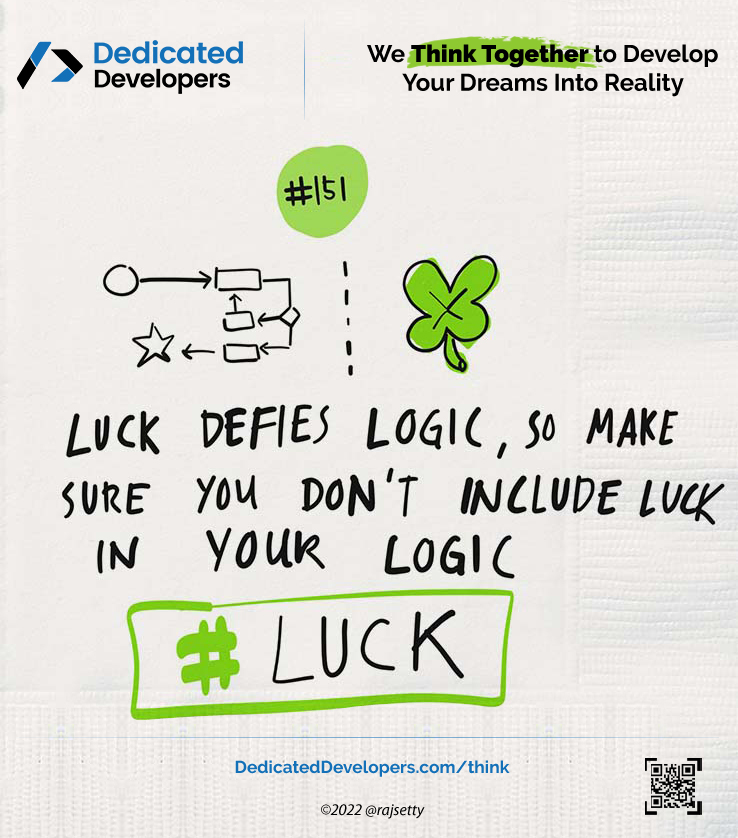 Dedicated
Developers
We Think Together to Develop
Your Dreams Into Reality
#151
LUCK DEFIES LOGIC, SO MAKE
SURE YOU DON'T INCLUDE LUCK
IN YOUR LOGIC
# LUCK
DedicatedDevelopers.com/think
©2022 @rajsetty